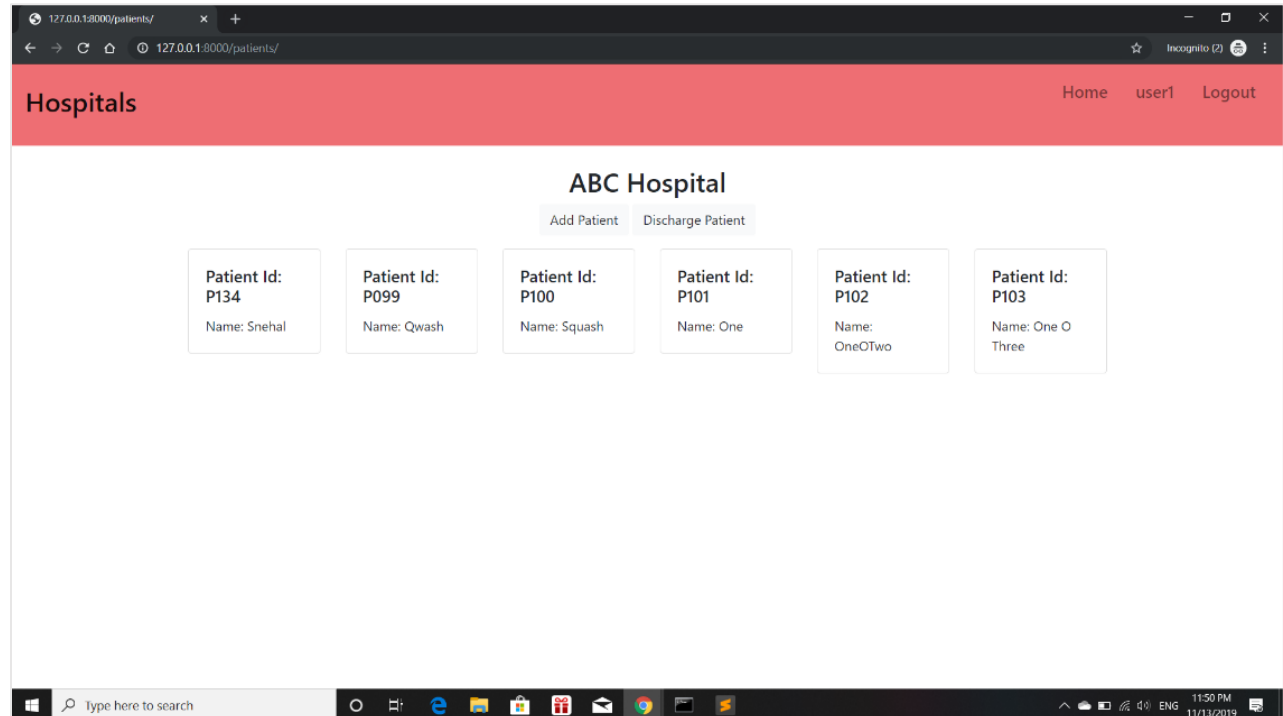 127.0.0.1:8000/patients/
127.0.0.1:8000/patients/
Incognito (2)
Hospitals
Home user1 Logout
ABC Hospital
Add Patient Discharge Patient
Patient Id:
P134
Name: Snehal
Patient Id:
P099
Name: Qwash
Patient Id:
P100
Name: Squash
Patient Id:
P101
Name: One
Patient Id:
P102
Name:
OneOTwo
Patient Id:
P103
Name: One O
Three
Type here to search
ENG
11:50 PM
11/13/2019